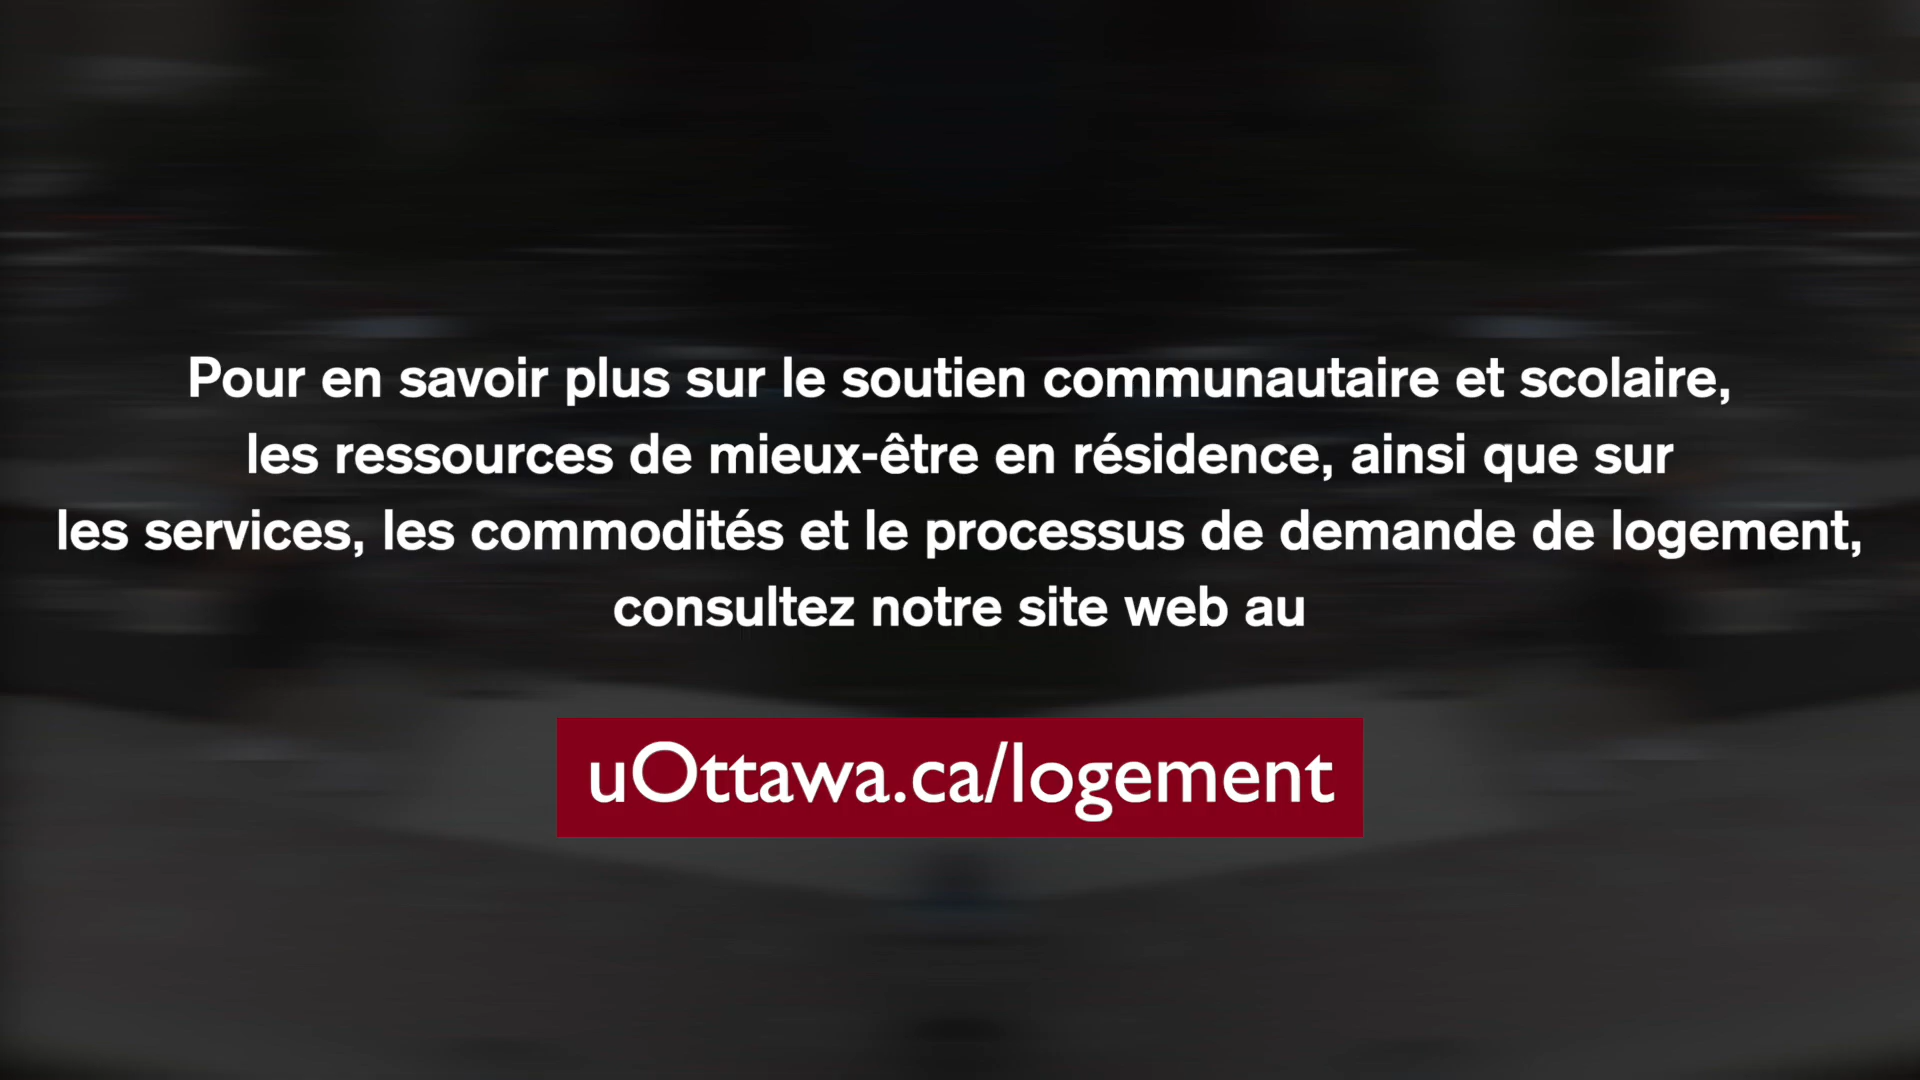 Pour en savoir plus sur le soutien communautaire et scolaire,
les ressources de mieux-être en résidence, ainsi que sur
les services, les commodités et le processus de demande de logement,
consultez notre site web au
uOttawa.ca/logement